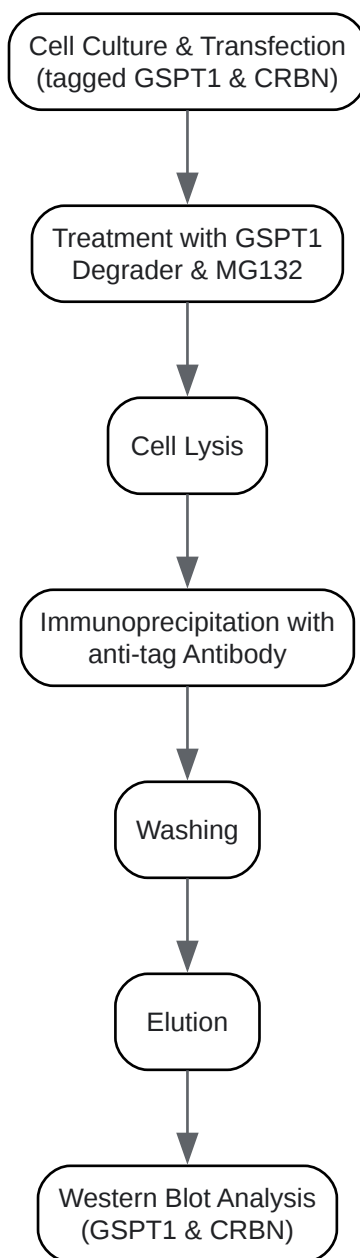 Cell Culture & Transfection
(tagged GSPT1 & CRBN)
Treatment with GSPT1
Degrader & MG132
Cell Lysis
Immunoprecipitation with
anti-tag Antibody
Washing
Elution
Western Blot Analysis
(GSPT1 & CRBN)